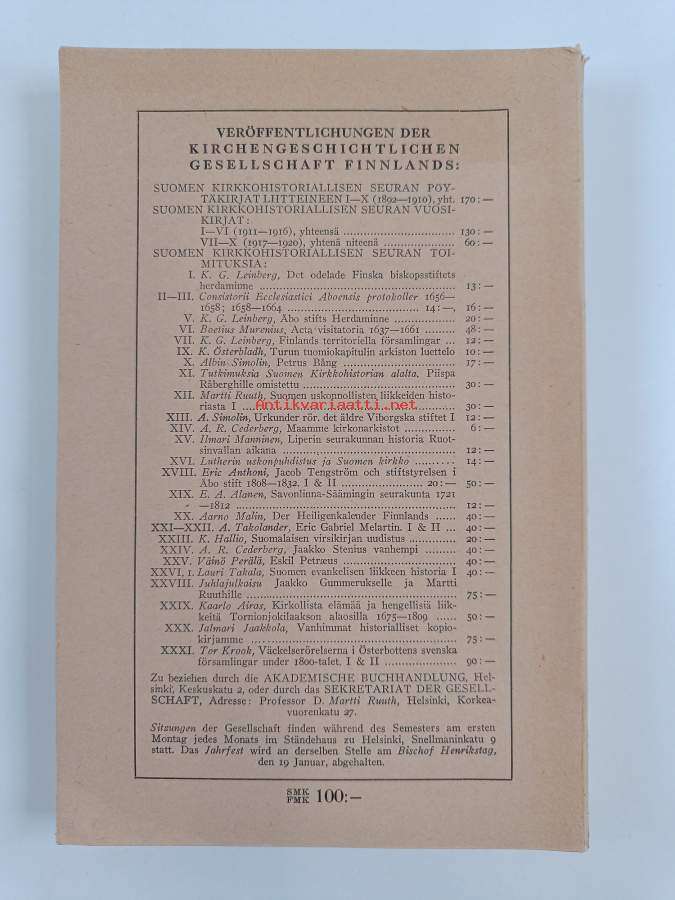 VERÖFFENTLICHUNGEN DER
KIRCHENGESCHICHTLICHEN
GESELLSCHAFT FINNLANDS:
SUOMEN KIRKKOHISTORIALLISEN SEURAN PÖY-
TÄKIRJAT LIITTEINEEN I—X (1892—1910), yht. 170:—
SUOMEN KIRKKOHISTORIALLISEN SEURAN VUOSI-
KIRJAT:
I—VI (1911—1916), yhteensä ........ 130:—
VII—X (1917—1920), yhtenä niteenä ........ 60:—
SUOMEN KIRKKOHISTORIALLISEN SEURAN TOI-
MITUKSIA:
I. K. G. Leinberg, Det odelade Finska biskopsstiftets
herdaminne ........ 13:—
II—III. Consistorii Ecclesiastici Aboensis protokoller 1656—
1658; 1658—1664 ........ 14:—, 16:—
V. K. G. Leinberg, Åbo stifts Herdaminne ........ 20:—
VI. Boetius Murenius, Acta visitatoria 1637—1661 ........ 48:—
VII. K. G. Leinberg, Finlands territoriella församlingar ... 12:—
IX. K. Österbladh, Turun tuomiokapitulin arkiston luettelo 10:—
X. Albin Simolin, Petrus Bång ........ 17:—
XI. Tutkimuksia Suomen Kirkkohistorian alalta. Piispa
Råberghille omistettu ........ 30:—
XII. Martti Ruuth, Suomen uskonnollisten liikkeiden histo-
riasta I ........ 30:—
Antikvariaatti.net
XIII. A. Simolin, Urkunder rör. det äldre Viborgska stiftet I 12:—
XIV. A. R. Cederberg, Maamme kirkonarkistot ........ 6:—
XV. Ilmari Manninen, Liperin seurakunnan historia Ruot-
sinvallan aikana ........ 12:—
XVI. Lutherin uskonpuhdistus ja Suomen kirkko ........ 14:—
XVIII. Eric Anthoni, Jacob Tengström och stiftstyrelsen i
Åbo stift 1808—1832. I & II ........ 20:— 50:—
XIX. E. A. Alanen, Savonlinna-Säämingin seurakunta 1721
—1812 ........ 12:—
XX. Aarno Malin, Der Heiligenkalender Finnlands ...... 40:—
XXI—XXII. A. Takolander, Eric Gabriel Melartin. I & II ... 40:—
XXIII. K. Hallio, Suomalaisen virsikirjan uudistus ........ 20:—
XXIV. A. R. Cederberg, Jaakko Stenius vanhempi ........ 40:—
XXV. Väinö Perälä, Eskil Petræus ........ 40:—
XXVI, 1. Lauri Takala, Suomen evankelisen liikkeen historia I 40:—
XXVIII. Juhlajulkaisu Jaakko Gummerukselle ja Martti
Ruuthille ........ 75:—
XXIX. Kaarlo Airas, Kirkollista elämää ja hengellisiä liik-
keitä Tornionjokilaakson alaosilla 1675—1809 ...... 50:—
XXX. Jalmari Jaakkola, Vanhimmat historialliset kopio-
kirjamme ........ 75:—
XXXI. Tor Krook, Väckelserörelserna i Österbottens svenska
församlingar under 1800-talet. I & II ........ 90:—
Zu beziehen durch die AKADEMISCHE BUCHHANDLUNG, Hel-
sinki, Keskuskatu 2, oder durch das SEKRETARIAT DER GESELL-
SCHAFT, Adresse: Professor D. Martti Ruuth, Helsinki, Korkea-
vuorenkatu 27.
Sitzungen der Gesellschaft finden während des Semesters am ersten
Montag jedes Monats im Ständehaus zu Helsinki, Snellmaninkatu 9
statt. Das Jahrfest wird an derselben Stelle am Bischof Henrikstag,
den 19 Januar, abgehalten.
SMK
FMK 100:—